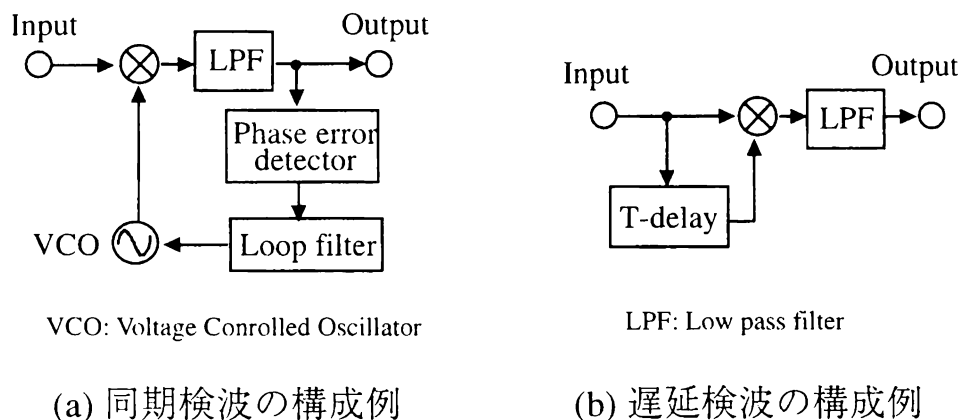 Input
LPF
Output
Phase error
detector
Loop filter
VCO
VCO: Voltage Conrolled Oscillator
(a) 同期検波の構成例
Input
T-delay
LPF
Output
LPF: Low pass filter
(b) 遅延検波の構成例